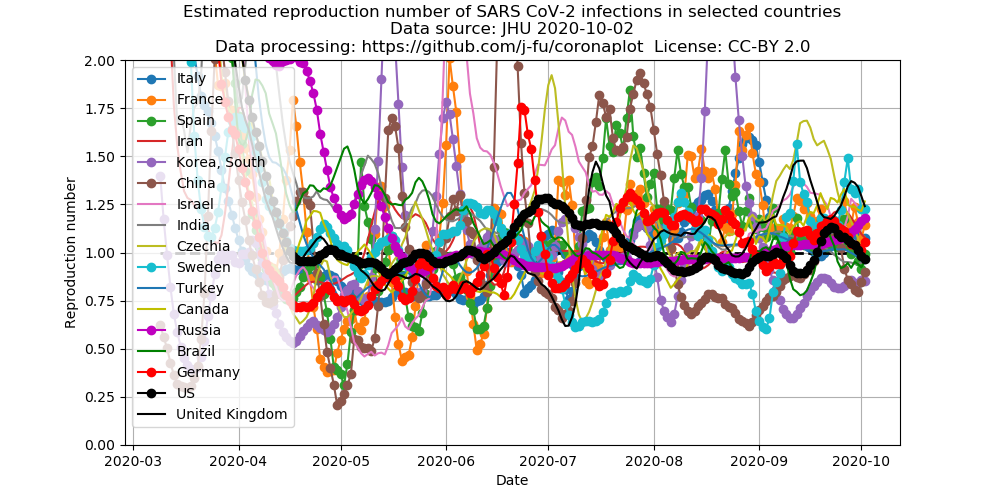 Estimated reproduction number of SARS CoV-2 infections in selected countries
Data source: JHU 2020-10-02
Data processing: https://github.com/j-fu/coronaplot License: CC-BY 2.0
Reproduction number
2.00
1.75
1.50
1.25
1.00
0.75
0.50
0.25
0.00
Italy
France
Spain
Iran
Korea, South
China
Israel
India
Czechia
Sweden
Turkey
Canada
Russia
Brazil
Germany
US
United Kingdom
2020-03 2020-04 2020-05 2020-06 2020-07 2020-08 2020-09 2020-10
Date